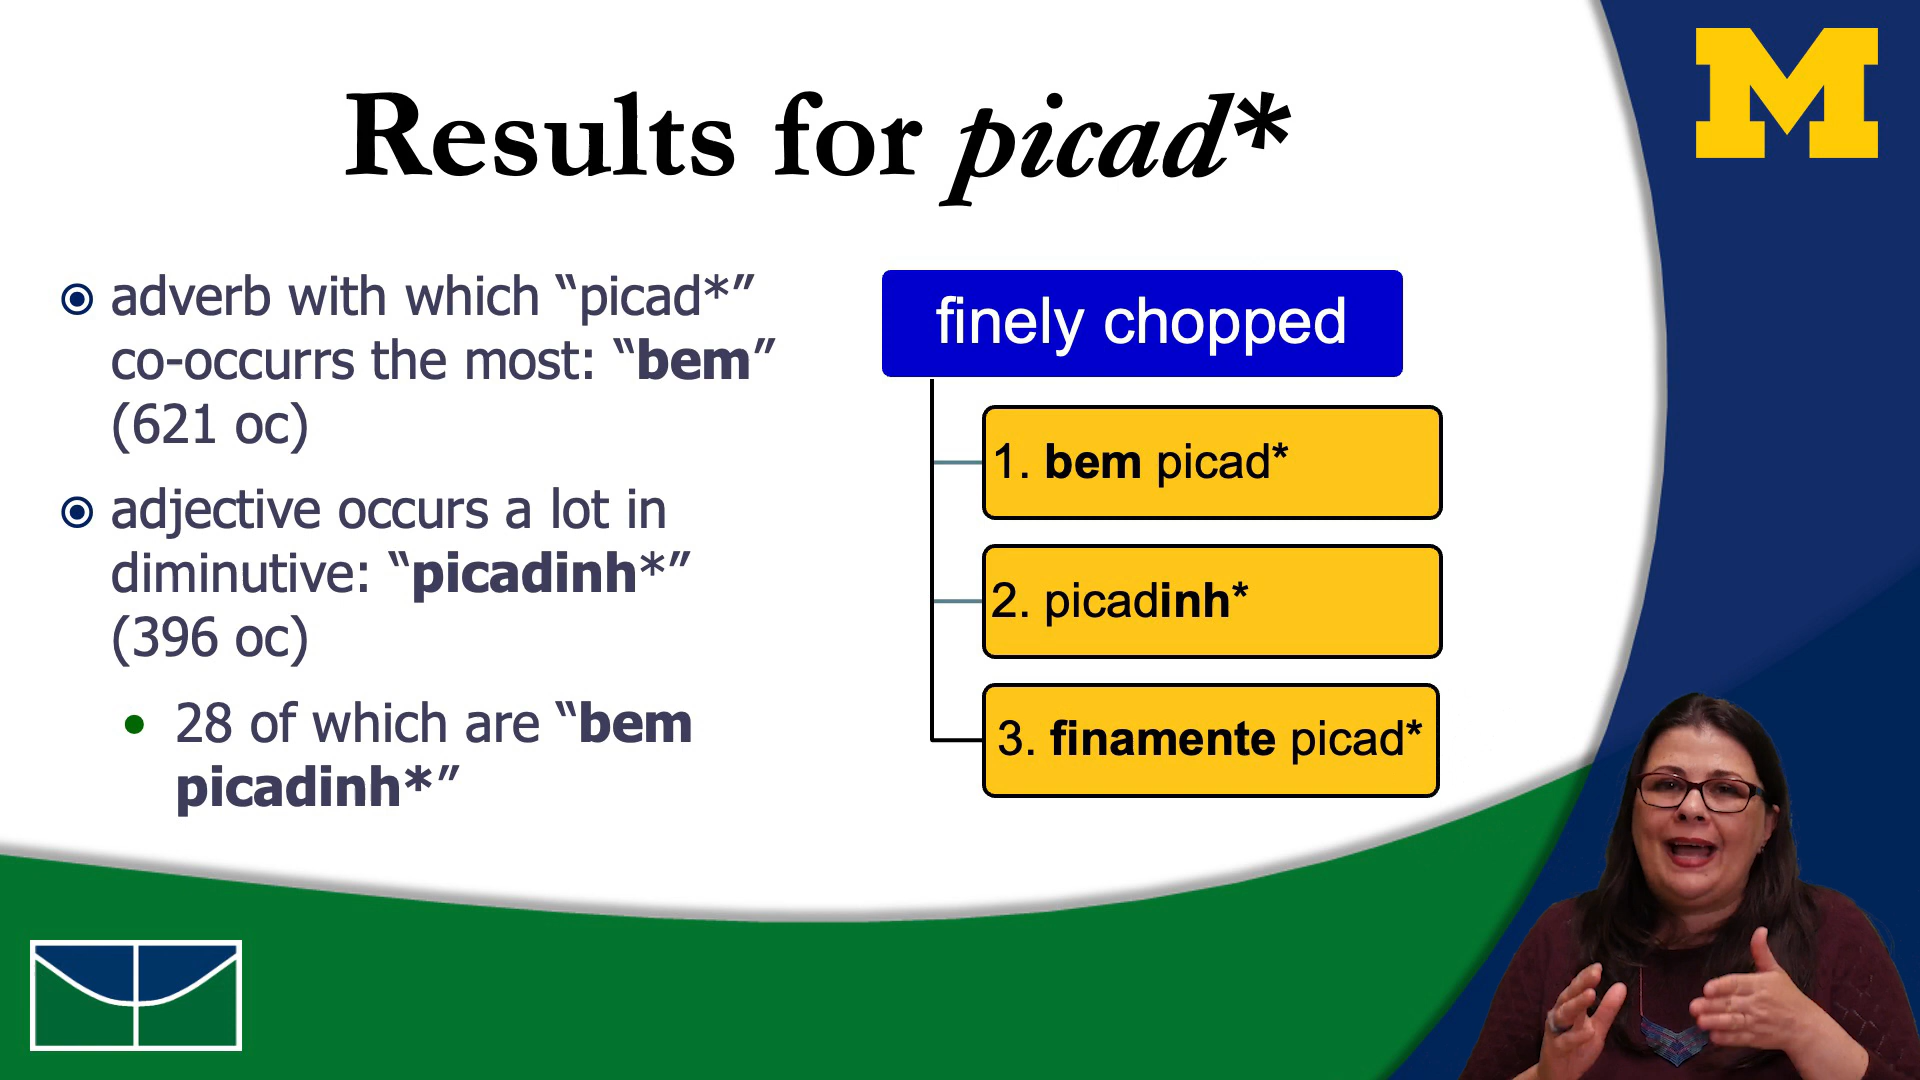 Results for picad*
adverb with which “picad*”
co-occurrs the most: “bem”
(621 oc)
adjective occurs a lot in
diminutive: “picadinh*”
(396 oc)
28 of which are “bem
picadinh*”
finely chopped
1. bem picad*
2. picadinh*
3. finamente picad*
M